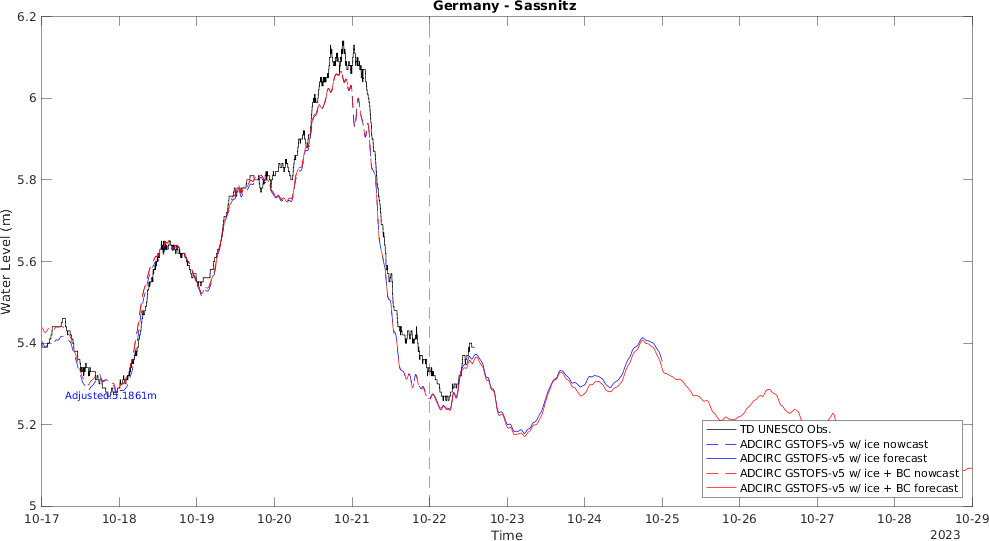 Germany - Sassnitz
6.2
6
5.8
5.6
5.4
5.2
5
Water Level (m)
Adjusted:5.1861m
TD UNESCO Obs.
ADCIRC GSTOFS-v5 w/ ice nowcast
ADCIRC GSTOFS-v5 w/ ice forecast
ADCIRC GSTOFS-v5 w/ ice + BC nowcast
ADCIRC GSTOFS-v5 w/ ice + BC forecast
10-17 10-18 10-19 10-20 10-21 10-22 10-23 10-24 10-25 10-26 10-27 10-28 10-29
Time
2023